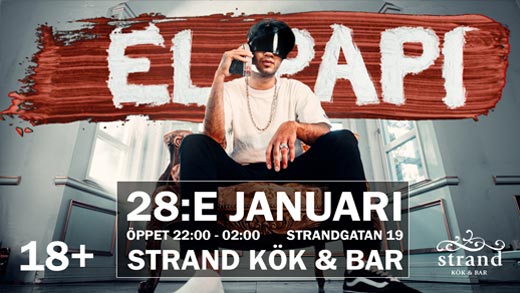 EL PAPI
28:E JANUARI
ÖPPET 22:00 - 02:00 STRANDGATAN 19
STRAND KÖK & BAR
18+
strand
KÖK & BAR